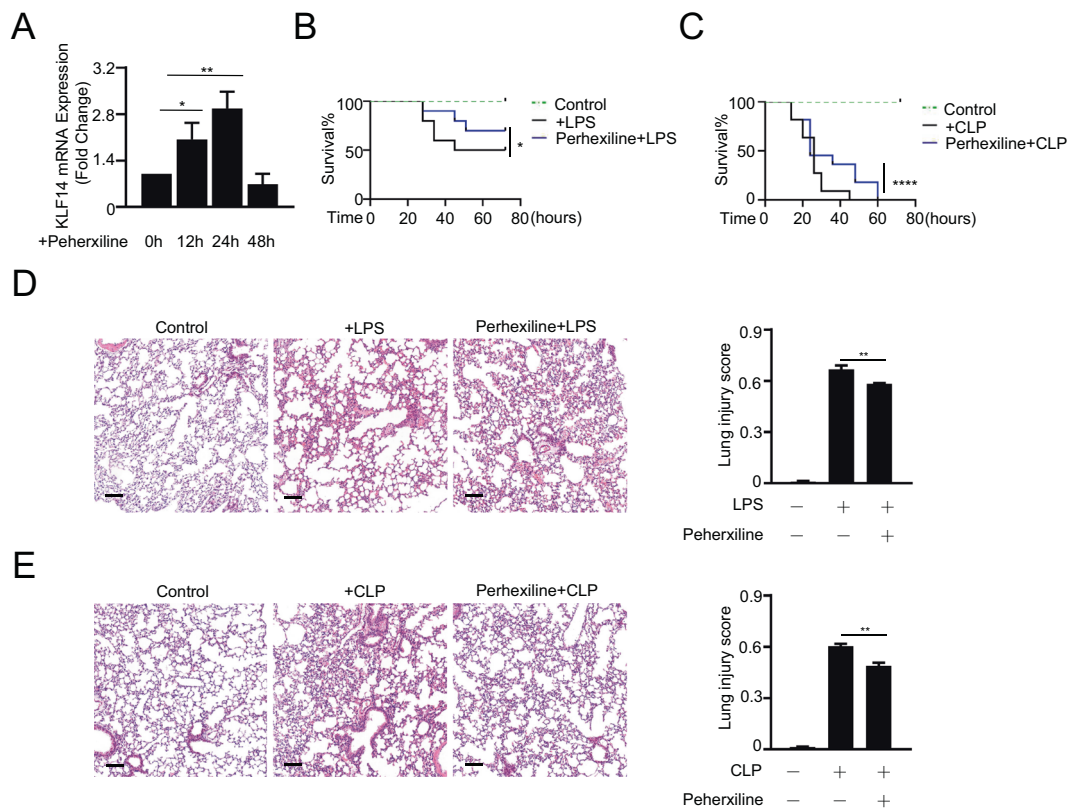 A
KLF14 mRNA Expression
(Fold Change)
3.2
2.8
1.4
0
*
**
+Peherxiline 0h 12h 24h 48h
B
Survival%
100
50
0
Time 0 20 40 60 80 (hours)
Control
+LPS
Perhexiline+LPS
*
C
Survival%
100
50
0
Time 0 20 40 60 80 (hours)
Control
+CLP
Perhexiline+CLP
****
D
Control +LPS Perhexiline+LPS
Lung injury score
0.9
0.6
0.3
0
**
LPS − + +
Peherxiline − − +
E
Control +CLP Perhexiline+CLP
Lung injury score
0.9
0.6
0.3
0
**
CLP − + +
Peherxiline − − +